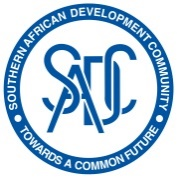 SOUTHERN AFRICAN DEVELOPMENT COMMUNITY
SADC
TOWARDS A COMMON FUTURE